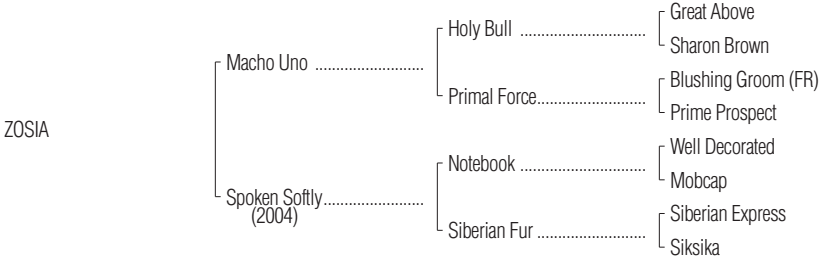 Great Above
Holy Bull ..............................
Sharon Brown
Macho Uno ..........................
Blushing Groom (FR)
Primal Force..........................
Prime Prospect
ZOSIA
Well Decorated
Notebook ..............................
Mobcap
Spoken Softly........................
(2004)
Siberian Express
Siberian Fur ..........................
Siksika